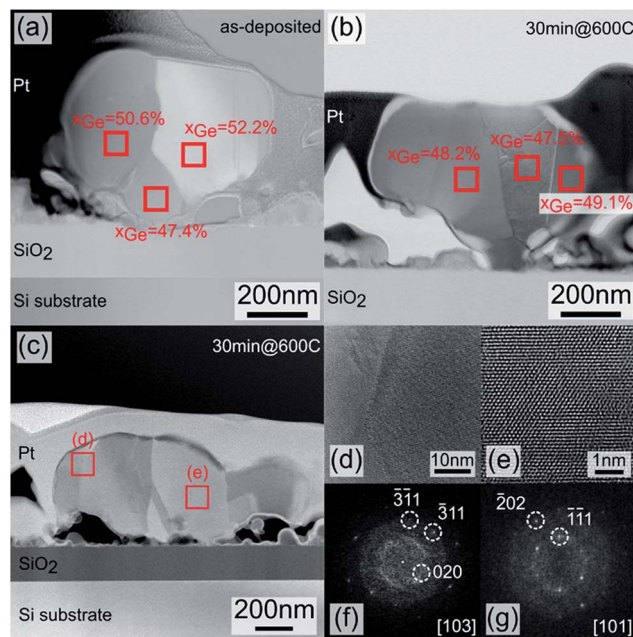 (a)
as-deposited
Pt
xGe=50.6%
xGe=52.2%
xGe=47.4%
SiO2
Si substrate
200nm
(b)
30min@600C
Pt
xGe=47.5%
xGe=48.2%
xGe=49.1%
SiO2
200nm
(c)
30min@600C
Pt
(d)
(e)
SiO2
Si substrate
200nm
(d)
10nm
(e)
1nm
3̄1̄1
3̄11
020
(f)
[103]
2̄02
1̄1̄1
(g)
[101]